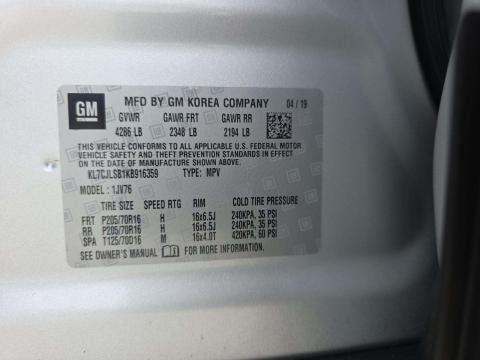 GM
MFD BY GM KOREA COMPANY 04/19
GVWR GAWR FRT GAWR RR
4266 LB 2348 LB 2194 LB
THIS VEHICLE CONFORMS TO ALL APPLICABLE U.S. FEDERAL MOTOR
VEHICLE SAFETY, BUMPER, AND THEFT PREVENTION STANDARDS
IN EFFECT ON THE DATE OF MANUFACTURE SHOWN ABOVE.
KL7CJLSB1KB916359 TYPE: MPV
MODEL: 1JV76
TIRE SIZE SPEED RTG RIM COLD TIRE PRESSURE
FRT P205/70R16 H 16x6.5J 240KPA, 35 PSI
RR P205/70R16 H 16x6.5J 240KPA, 35 PSI
SPA T125/70D16 M 16x4.0T 420KPA, 60 PSI
SEE OWNER'S MANUAL FOR MORE INFORMATION.